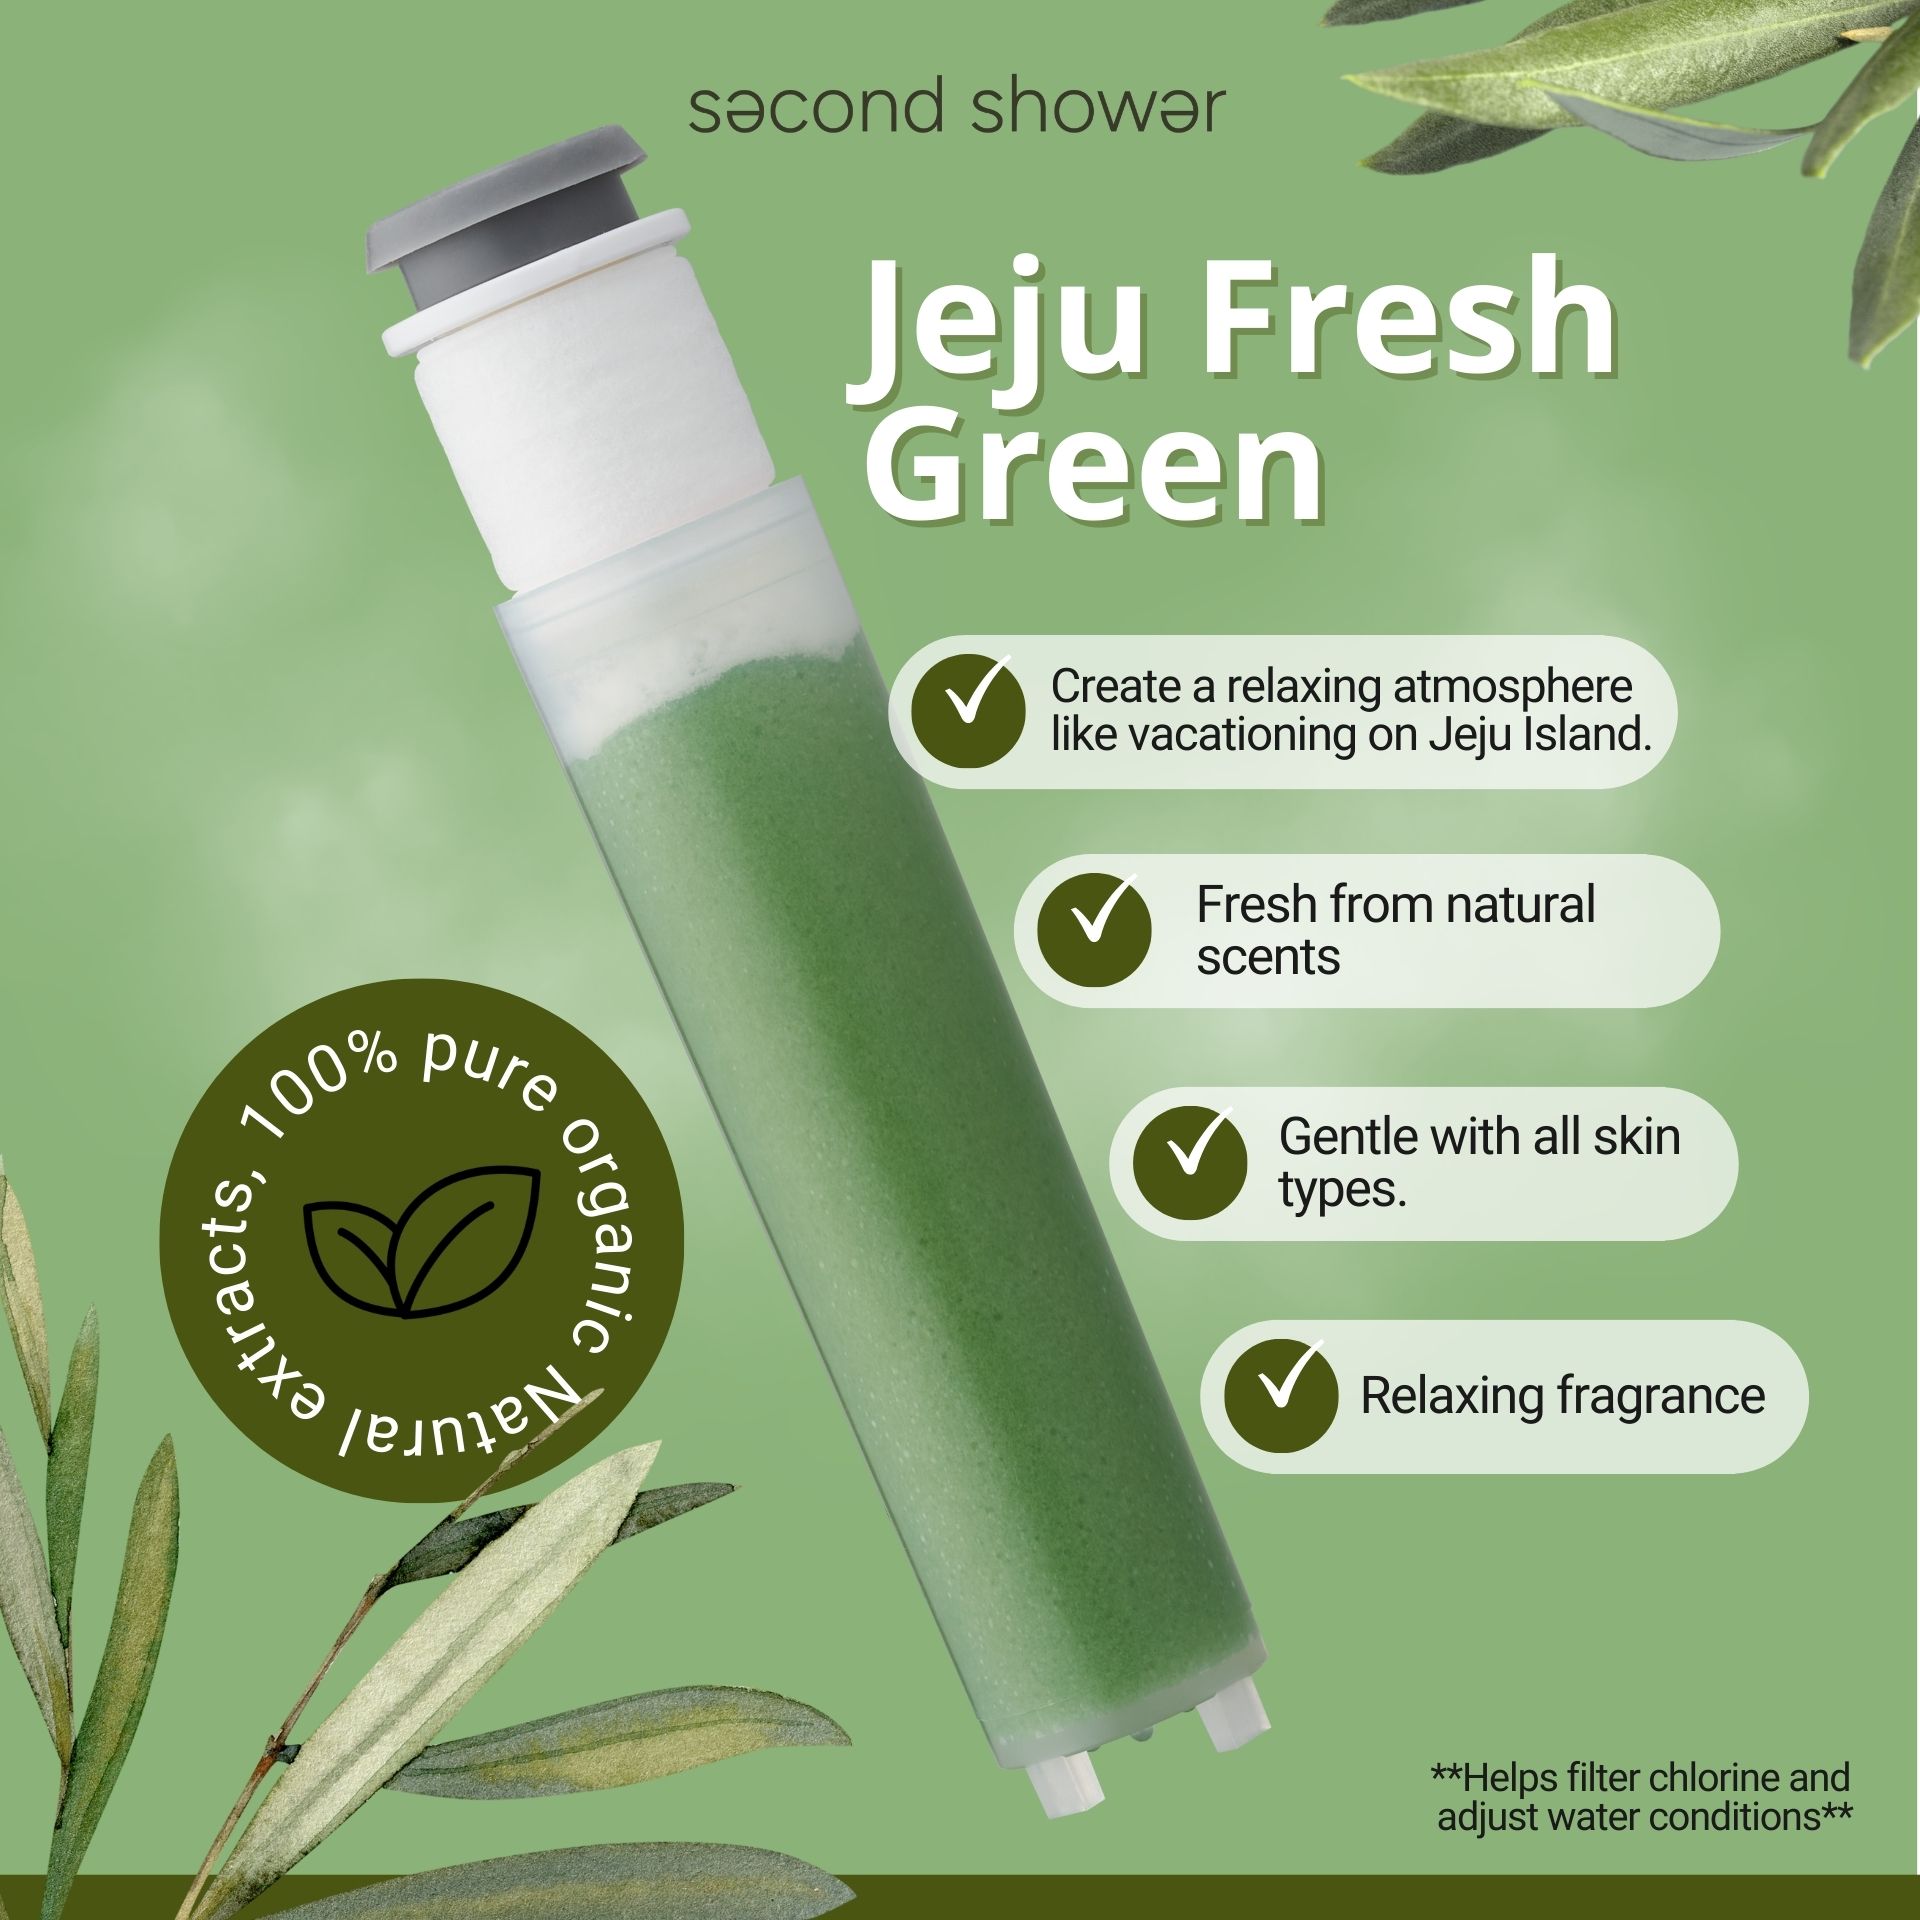 səcond showər
Jeju Fresh
Green
Create a relaxing atmosphere
like vacationing on Jeju Island.
Fresh from natural
scents
Gentle with all skin
types.
Relaxing fragrance
Natural extracts, 100% pure organic
**Helps filter chlorine and
adjust water conditions**